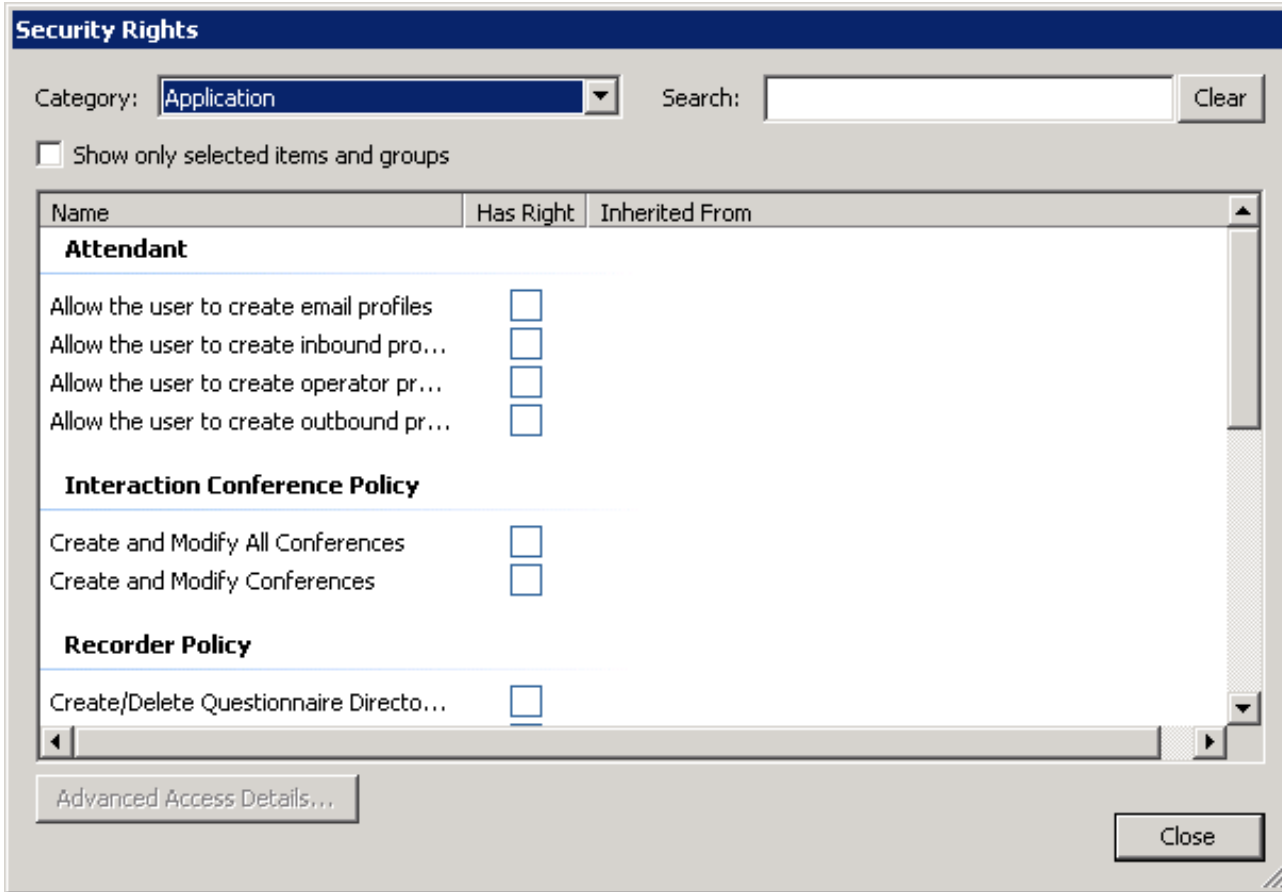 Security Rights
Category: Application Search: Clear
Show only selected items and groups
Name Has Right Inherited From
Attendant
Allow the user to create email profiles
Allow the user to create inbound pro...
Allow the user to create operator pr...
Allow the user to create outbound pr...
Interaction Conference Policy
Create and Modify All Conferences
Create and Modify Conferences
Recorder Policy
Create/Delete Questionnaire Directo...
Advanced Access Details...
Close